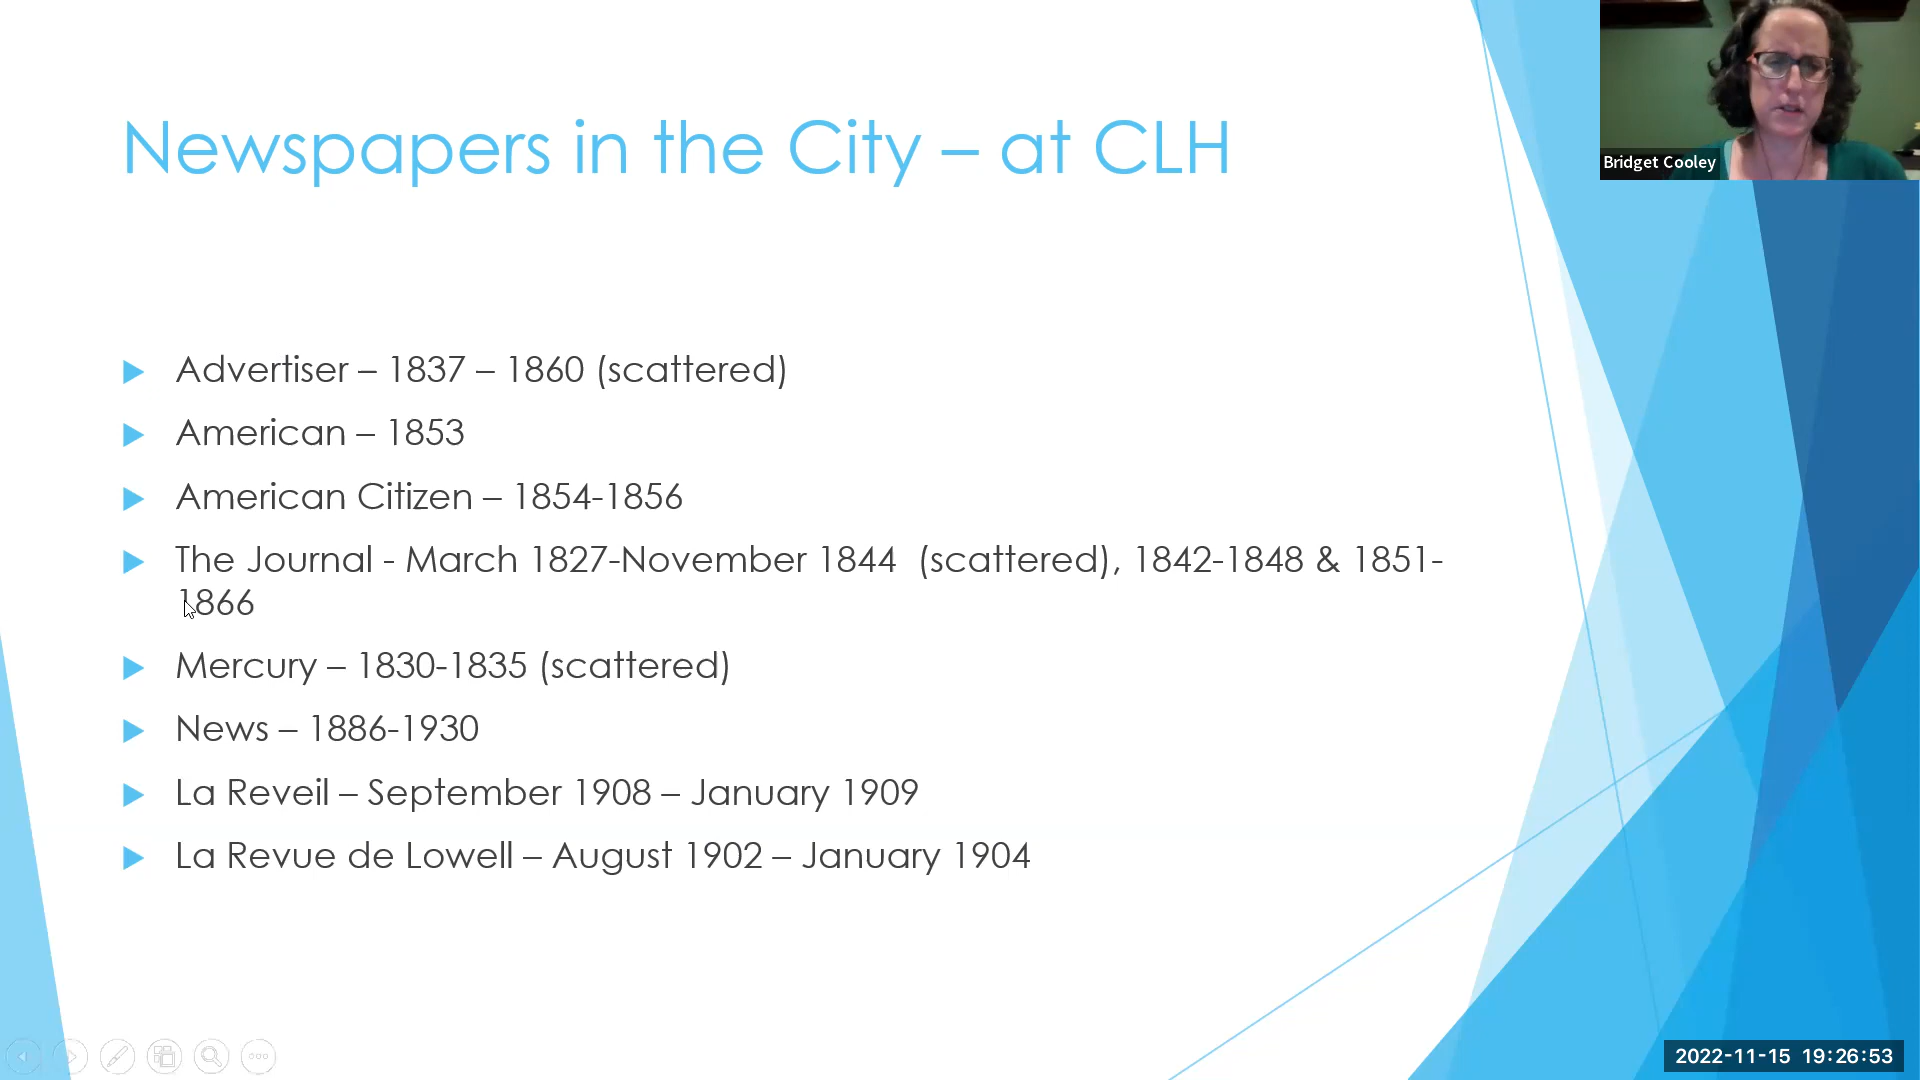 Newspapers in the City – at CLH
Bridget Cooley
Advertiser – 1837 – 1860 (scattered)
American – 1853
American Citizen – 1854-1856
The Journal - March 1827-November 1844  (scattered), 1842-1848 & 1851-
1866
Mercury – 1830-1835 (scattered)
News – 1886-1930
La Reveil – September 1908 – January 1909
La Revue de Lowell – August 1902 – January 1904
2022-11-15 19:26:53